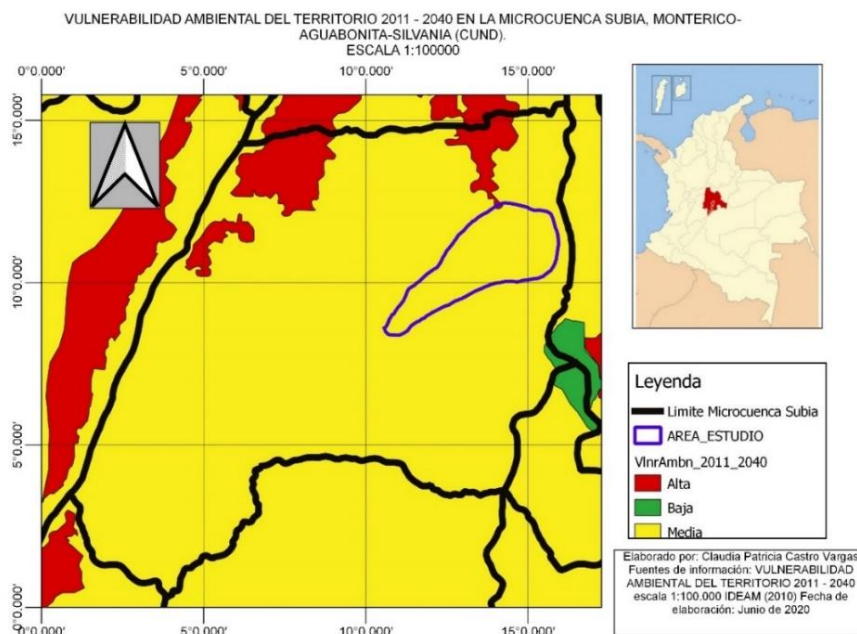 VULNERABILIDAD AMBIENTAL DEL TERRITORIO 2011 - 2040 EN LA MICROCUENCA SUBIA, MONTERICO-
AGUABONITA-SILVANIA (CUND).
ESCALA 1:100000
0°0.000' 5°0.000' 10°0.000' 15°0.000'
15°0.000'
10°0.000'
5°0.000'
0°0.000'
0°0.000' 5°0.000' 10°0.000' 15°0.000'
Leyenda
Limite Microcuenca Subia
AREA_ESTUDIO
VlnrAmbn_2011_2040
Alta
Baja
Media
Elaborado por: Claudia Patricia Castro Vargas
Fuentes de información: VULNERABILIDAD
AMBIENTAL DEL TERRITORIO 2011 - 2040
escala 1:100.000 IDEAM (2010) Fecha de
elaboración: Junio de 2020